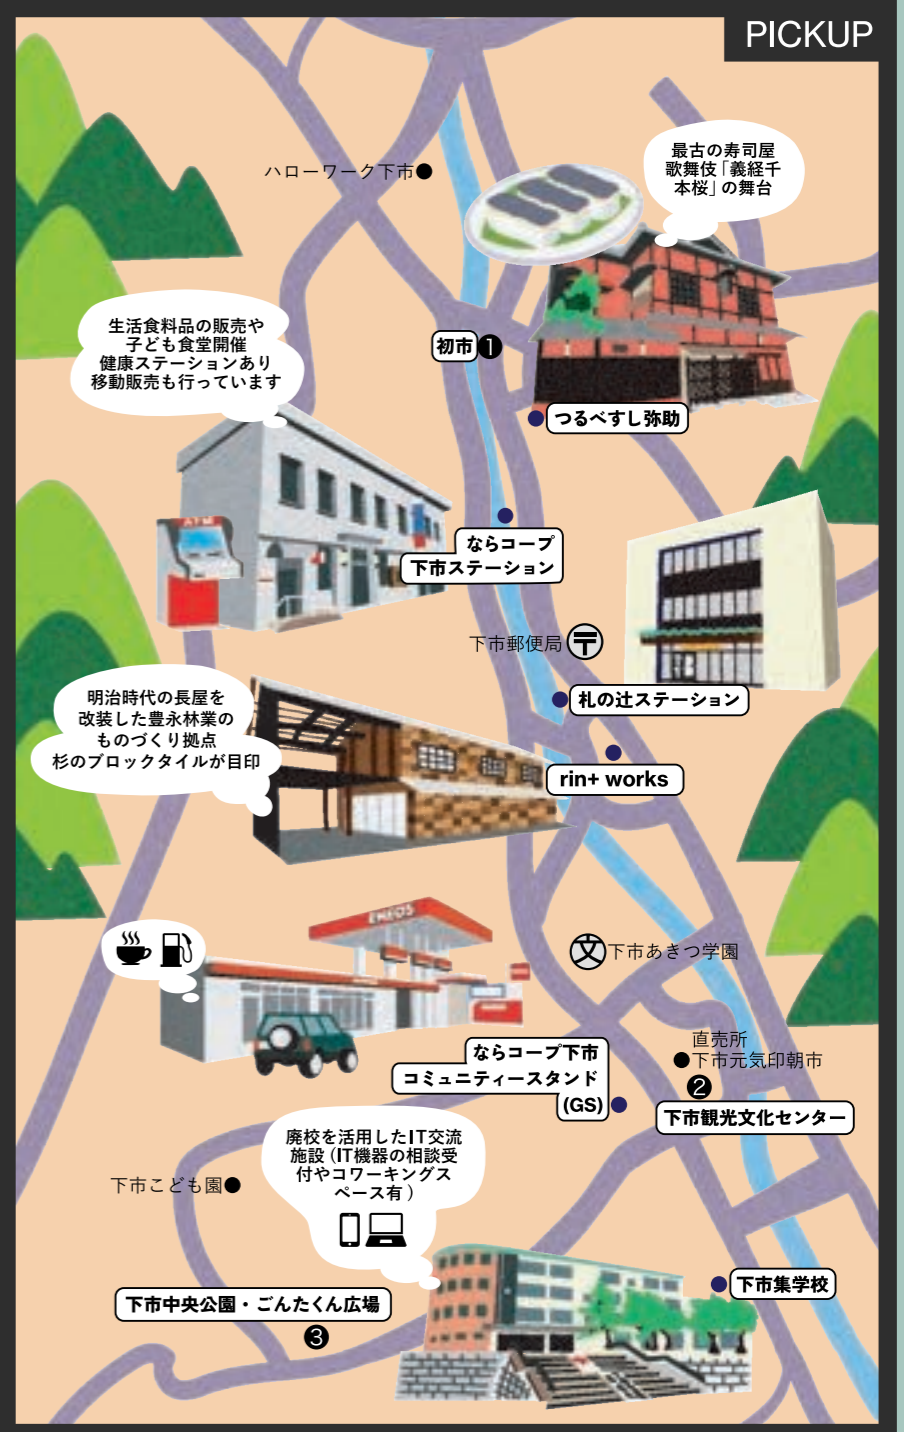 PICKUP
最古の寿司屋
歌舞伎「義経千
本桜」の舞台
ハローワーク下市●
生活食料品の販売や
子ども食堂開催
健康ステーションあり
移動販売も行っています
初市❶
つるべすし弥助
ATM
ならコープ
下市ステーション
下市郵便局〒
札の辻ステーション
明治時代の長屋を
改装した豊永林業の
ものづくり拠点
杉のブロックタイルが目印
rin+ works
ENEOS
文下市あきつ学園
直売所
●下市元気印朝市
❷
下市観光文化センター
ならコープ下市
コミュニティースタンド
(GS)
廃校を活用したIT交流
施設（IT機器の相談受
付やコワーキングス
ペース有）
下市こども園●
下市集学校
下市中央公園・ごんたくん広場
❸